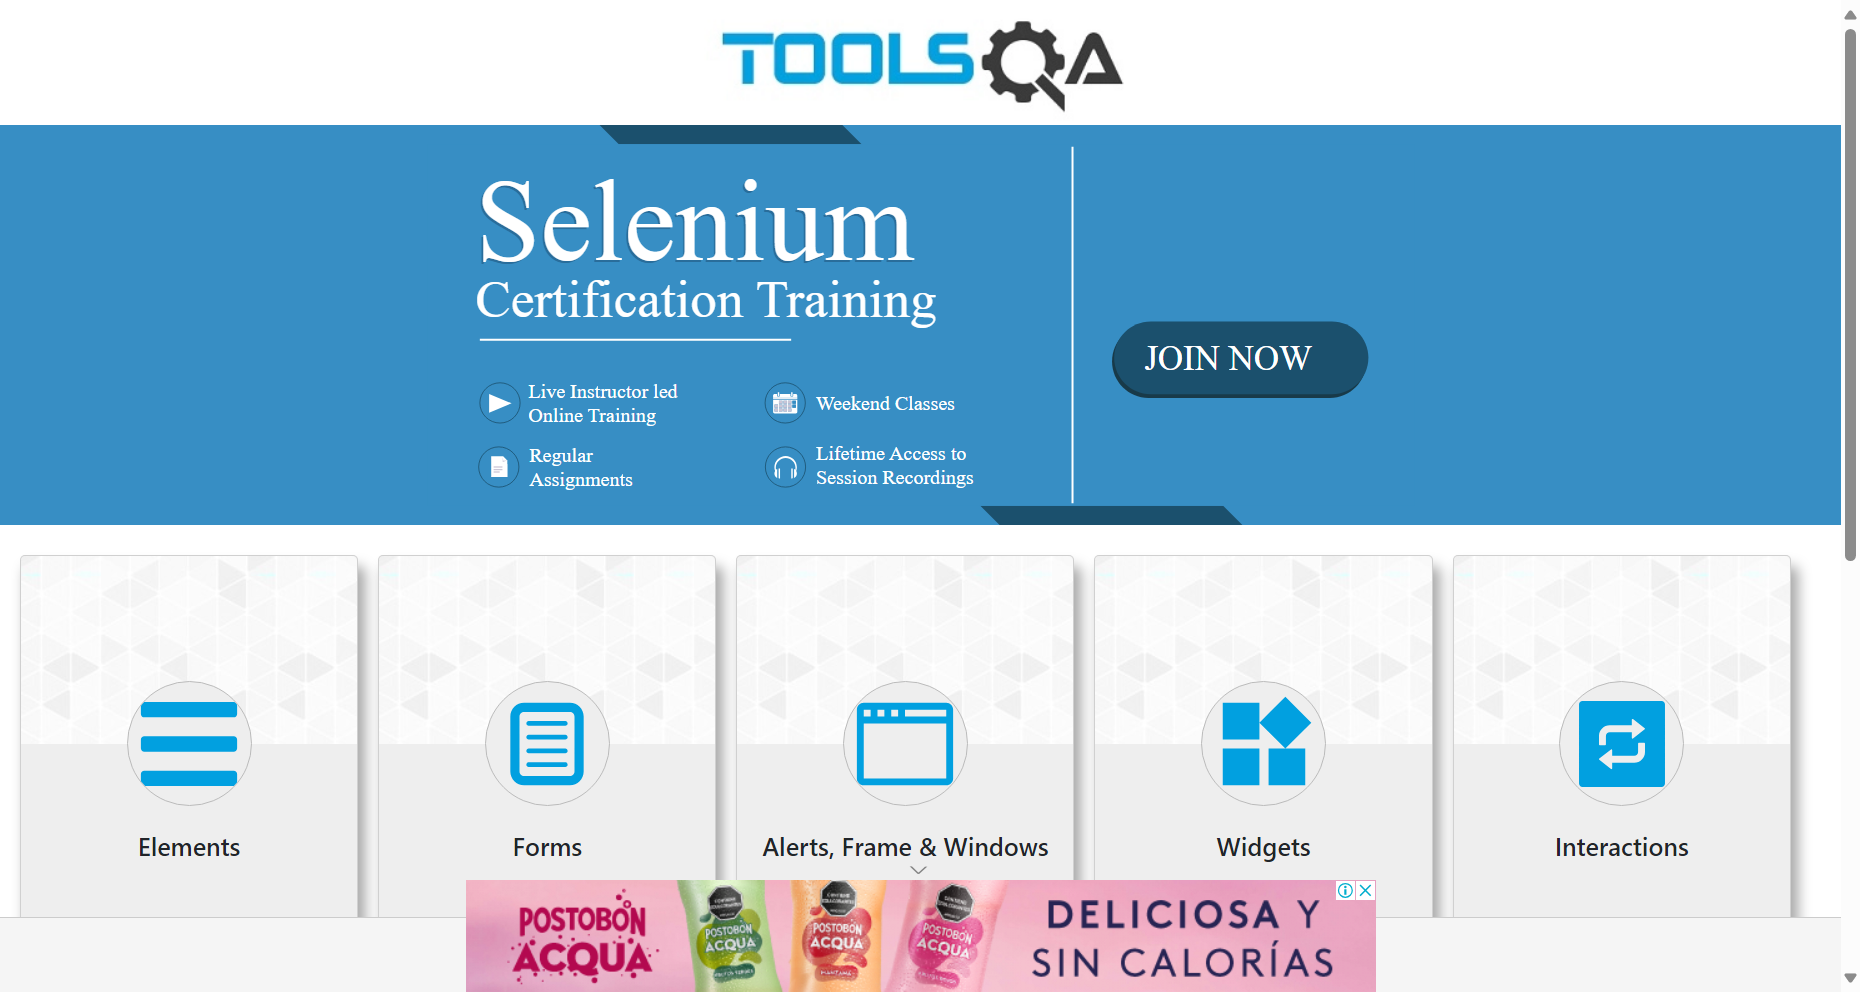 TOOLSQA
Selenium
Certification Training
JOIN NOW
Live Instructor led
Online Training
Weekend Classes
Regular
Assignments
Lifetime Access to
Session Recordings
Elements
Forms
Alerts, Frame & Windows
Widgets
Interactions
POSTOBÓN
ACQUA
POSTOBÓN
ACQUA
POSTOBÓN
ACQUA
POSTOBÓN
ACQUA
DELICIOSA Y
SIN CALORÍAS